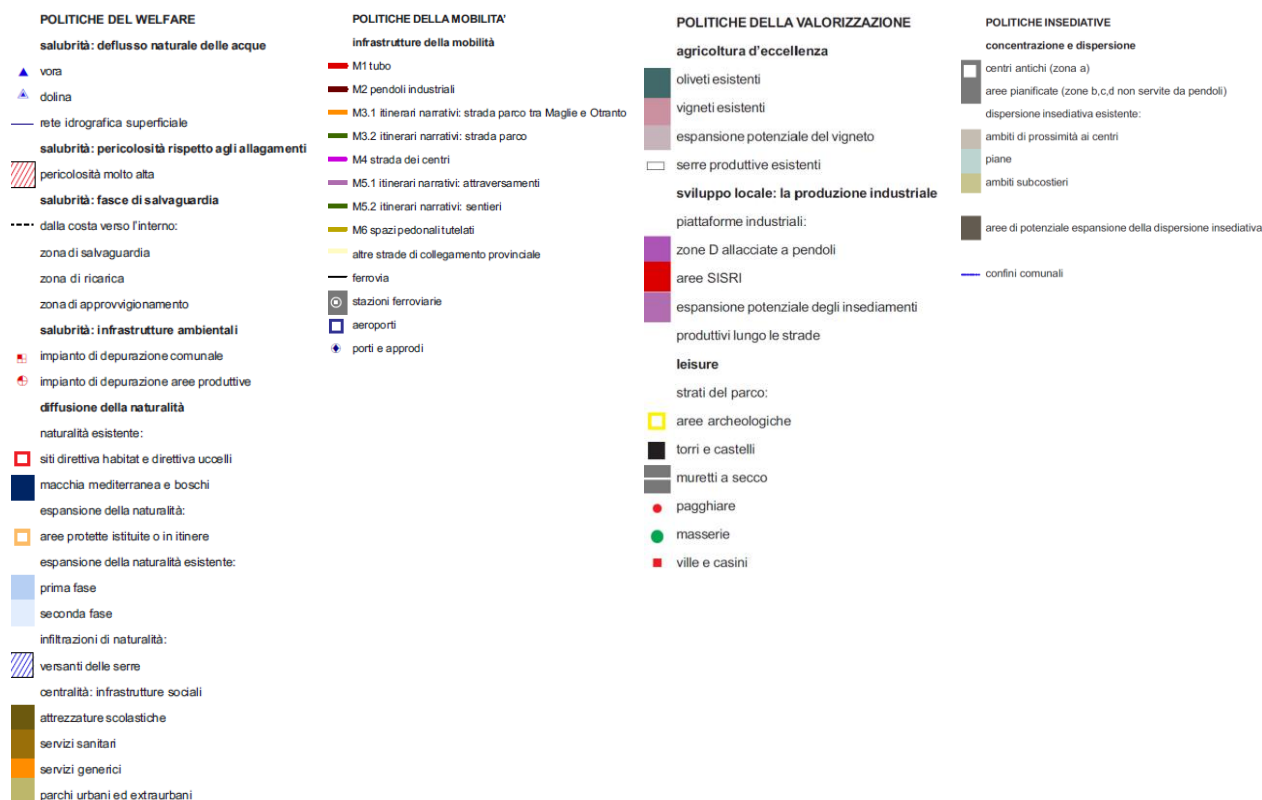 POLITICHE DEL WELFARE
salubrità: deflusso naturale delle acque
vora
dolina
rete idrografica superficiale
salubrità: pericolosità rispetto agli allagamenti
pericolosità molto alta
salubrità: fasce di salvaguardia
dalla costa verso l'interno:
zona di salvaguardia
zona di ricarica
zona di approvvigionamento
salubrità: infrastrutture ambientali
impianto di depurazione comunale
impianto di depurazione aree produttive
diffusione della naturalità
naturalità esistente:
siti direttiva habitat e direttiva uccelli
macchia mediterranea e boschi
espansione della naturalità:
aree protette istituite o in itinere
espansione della naturalità esistente:
prima fase
seconda fase
infiltrazioni di naturalità:
versanti delle serre
centralità: infrastrutture sociali
attrezzature scolastiche
servizi sanitari
servizi generici
parchi urbani ed extraurbani
POLITICHE DELLA MOBILITA'
infrastrutture della mobilità
M1 tubo
M2 pendoli industriali
M3.1 itinerari narrativi: strada parco tra Maglie e Otranto
M3.2 itinerari narrativi: strada parco
M4 strada dei centri
M5.1 itinerari narrativi: attraversamenti
M5.2 itinerari narrativi: sentieri
M6 spazi pedonali tutelati
altre strade di collegamento provinciale
ferrovia
stazioni ferroviarie
aeroporti
porti e approdi
POLITICHE DELLA VALORIZZAZIONE
agricoltura d'eccellenza
oliveti esistenti
vigneti esistenti
espansione potenziale del vigneto
serre produttive esistenti
sviluppo locale: la produzione industriale
piattaforme industriali:
zone D allacciate a pendoli
aree SISRI
espansione potenziale degli insediamenti
produttivi lungo le strade
leisure
strati del parco:
aree archeologiche
torri e castelli
muretti a secco
pagghiare
masserie
ville e casini
POLITICHE INSEDIATIVE
concentrazione e dispersione
centri antichi (zona a)
aree pianificate (zone b,c,d non servite da pendoli)
dispersione insediativa esistente:
ambiti di prossimità ai centri
piane
ambiti subcostieri
aree di potenziale espansione della dispersione insediativa
confini comunali